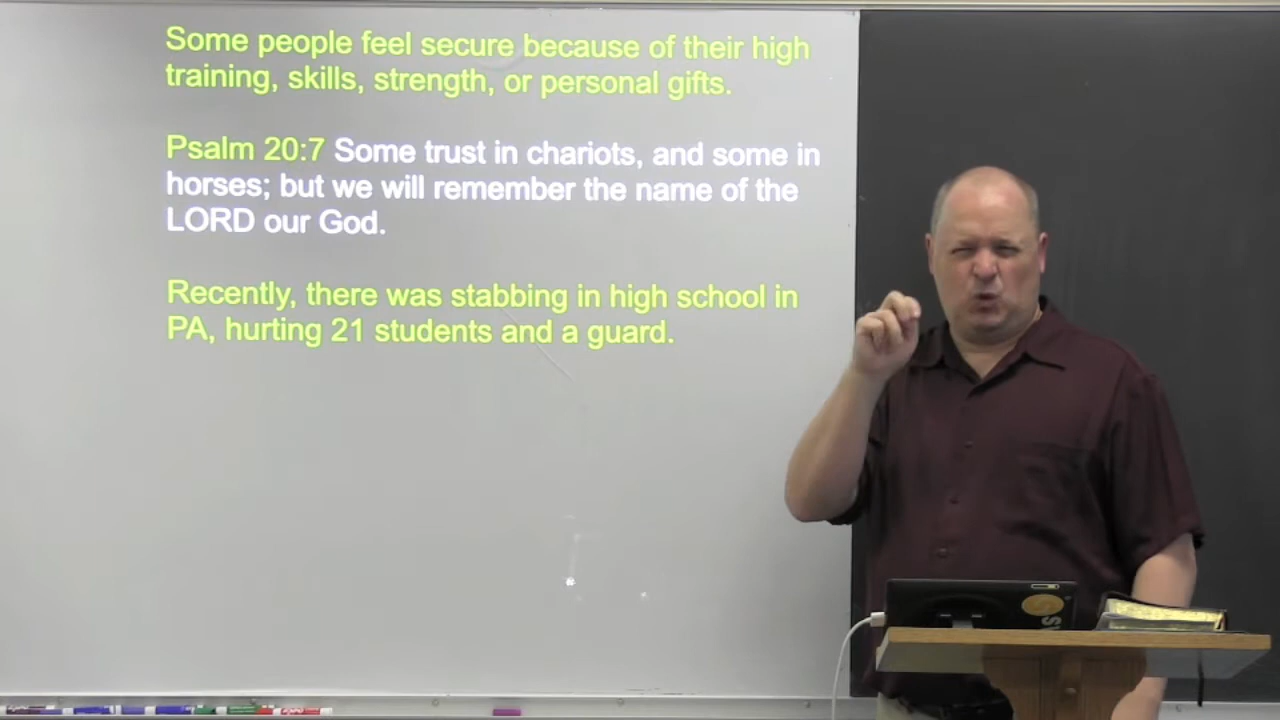 Some people feel secure because of their high
training, skills, strength, or personal gifts.
Psalm 20:7 Some trust in chariots, and some in
horses; but we will remember the name of the
LORD our God.
Recently, there was stabbing in high school in
PA, hurting 21 students and a guard.